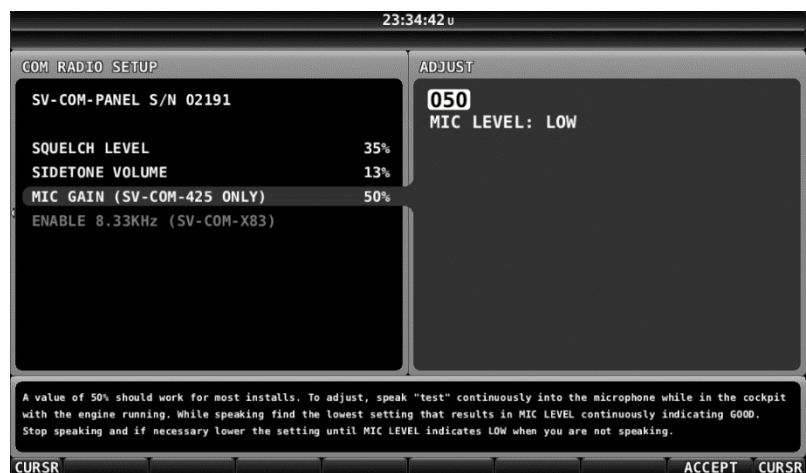 23:34:42 U
COM RADIO SETUP
SV-COM-PANEL S/N 02191
SQUELCH LEVEL 35%
SIDETONE VOLUME 13%
MIC GAIN (SV-COM-425 ONLY) 50%
ENABLE 8.33KHz (SV-COM-X83)
ADJUST
050
MIC LEVEL: LOW
A value of 50% should work for most installs. To adjust, speak "test" continuously into the microphone while in the cockpit
with the engine running. While speaking find the lowest setting that results in MIC LEVEL continuously indicating GOOD.
Stop speaking and if necessary lower the setting until MIC LEVEL indicates LOW when you are not speaking.
CURSR ACCEPT CURSR